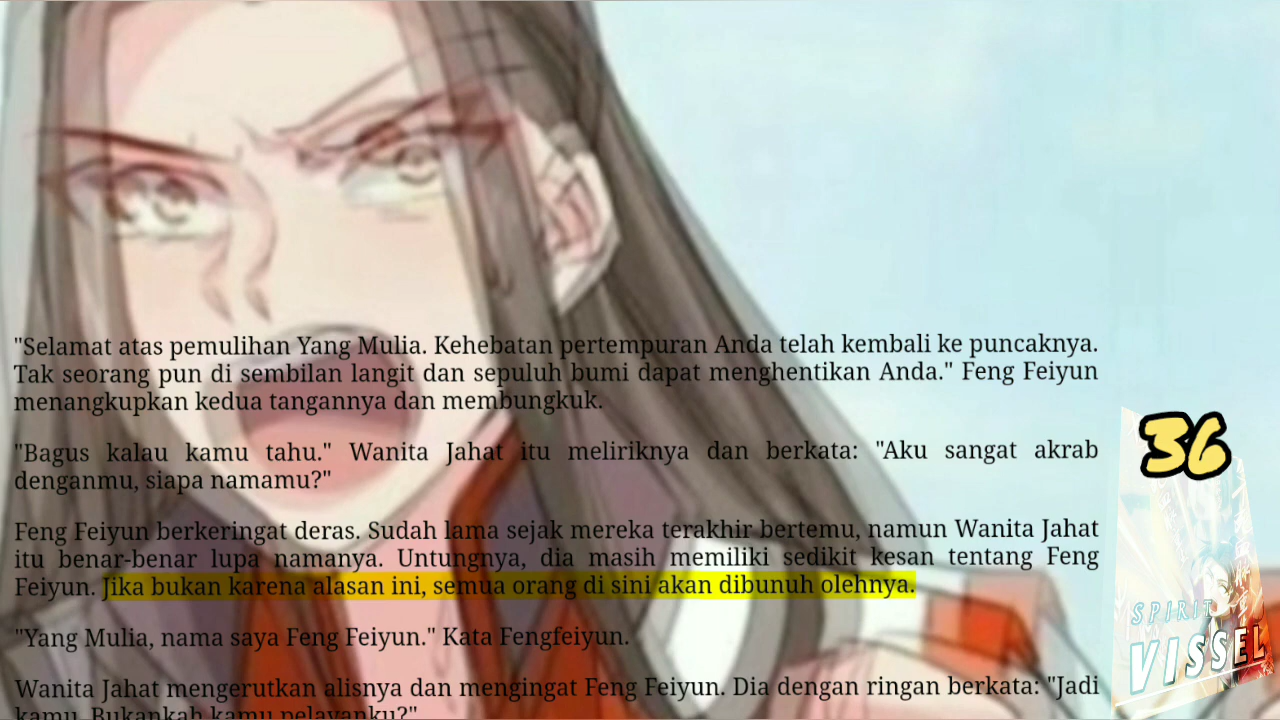 "Selamat atas pemulihan Yang Mulia. Kehebatan pertempuran Anda telah kembali ke puncaknya.
Tak seorang pun di sembilan langit dan sepuluh bumi dapat menghentikan Anda." Feng Feiyun
menangkupkan kedua tangannya dan membungkuk.
"Bagus kalau kamu tahu." Wanita Jahat itu meliriknya dan berkata: "Aku sangat akrab
denganmu, siapa namamu?"
Feng Feiyun berkeringat deras. Sudah lama sejak mereka terakhir bertemu, namun Wanita Jahat
itu benar-benar lupa namanya. Untungnya, dia masih memiliki sedikit kesan tentang Feng
Feiyun. Jika bukan karena alasan ini, semua orang di sini akan dibunuh olehnya.
"Yang Mulia, nama saya Feng Feiyun." Kata Fengfeiyun.
Wanita Jahat mengerutkan alisnya dan mengingat Feng Feiyun. Dia dengan ringan berkata: "Jadi
kamu. Bukankah kamu pelayanku?"
36
SPIRIT
VISSEL